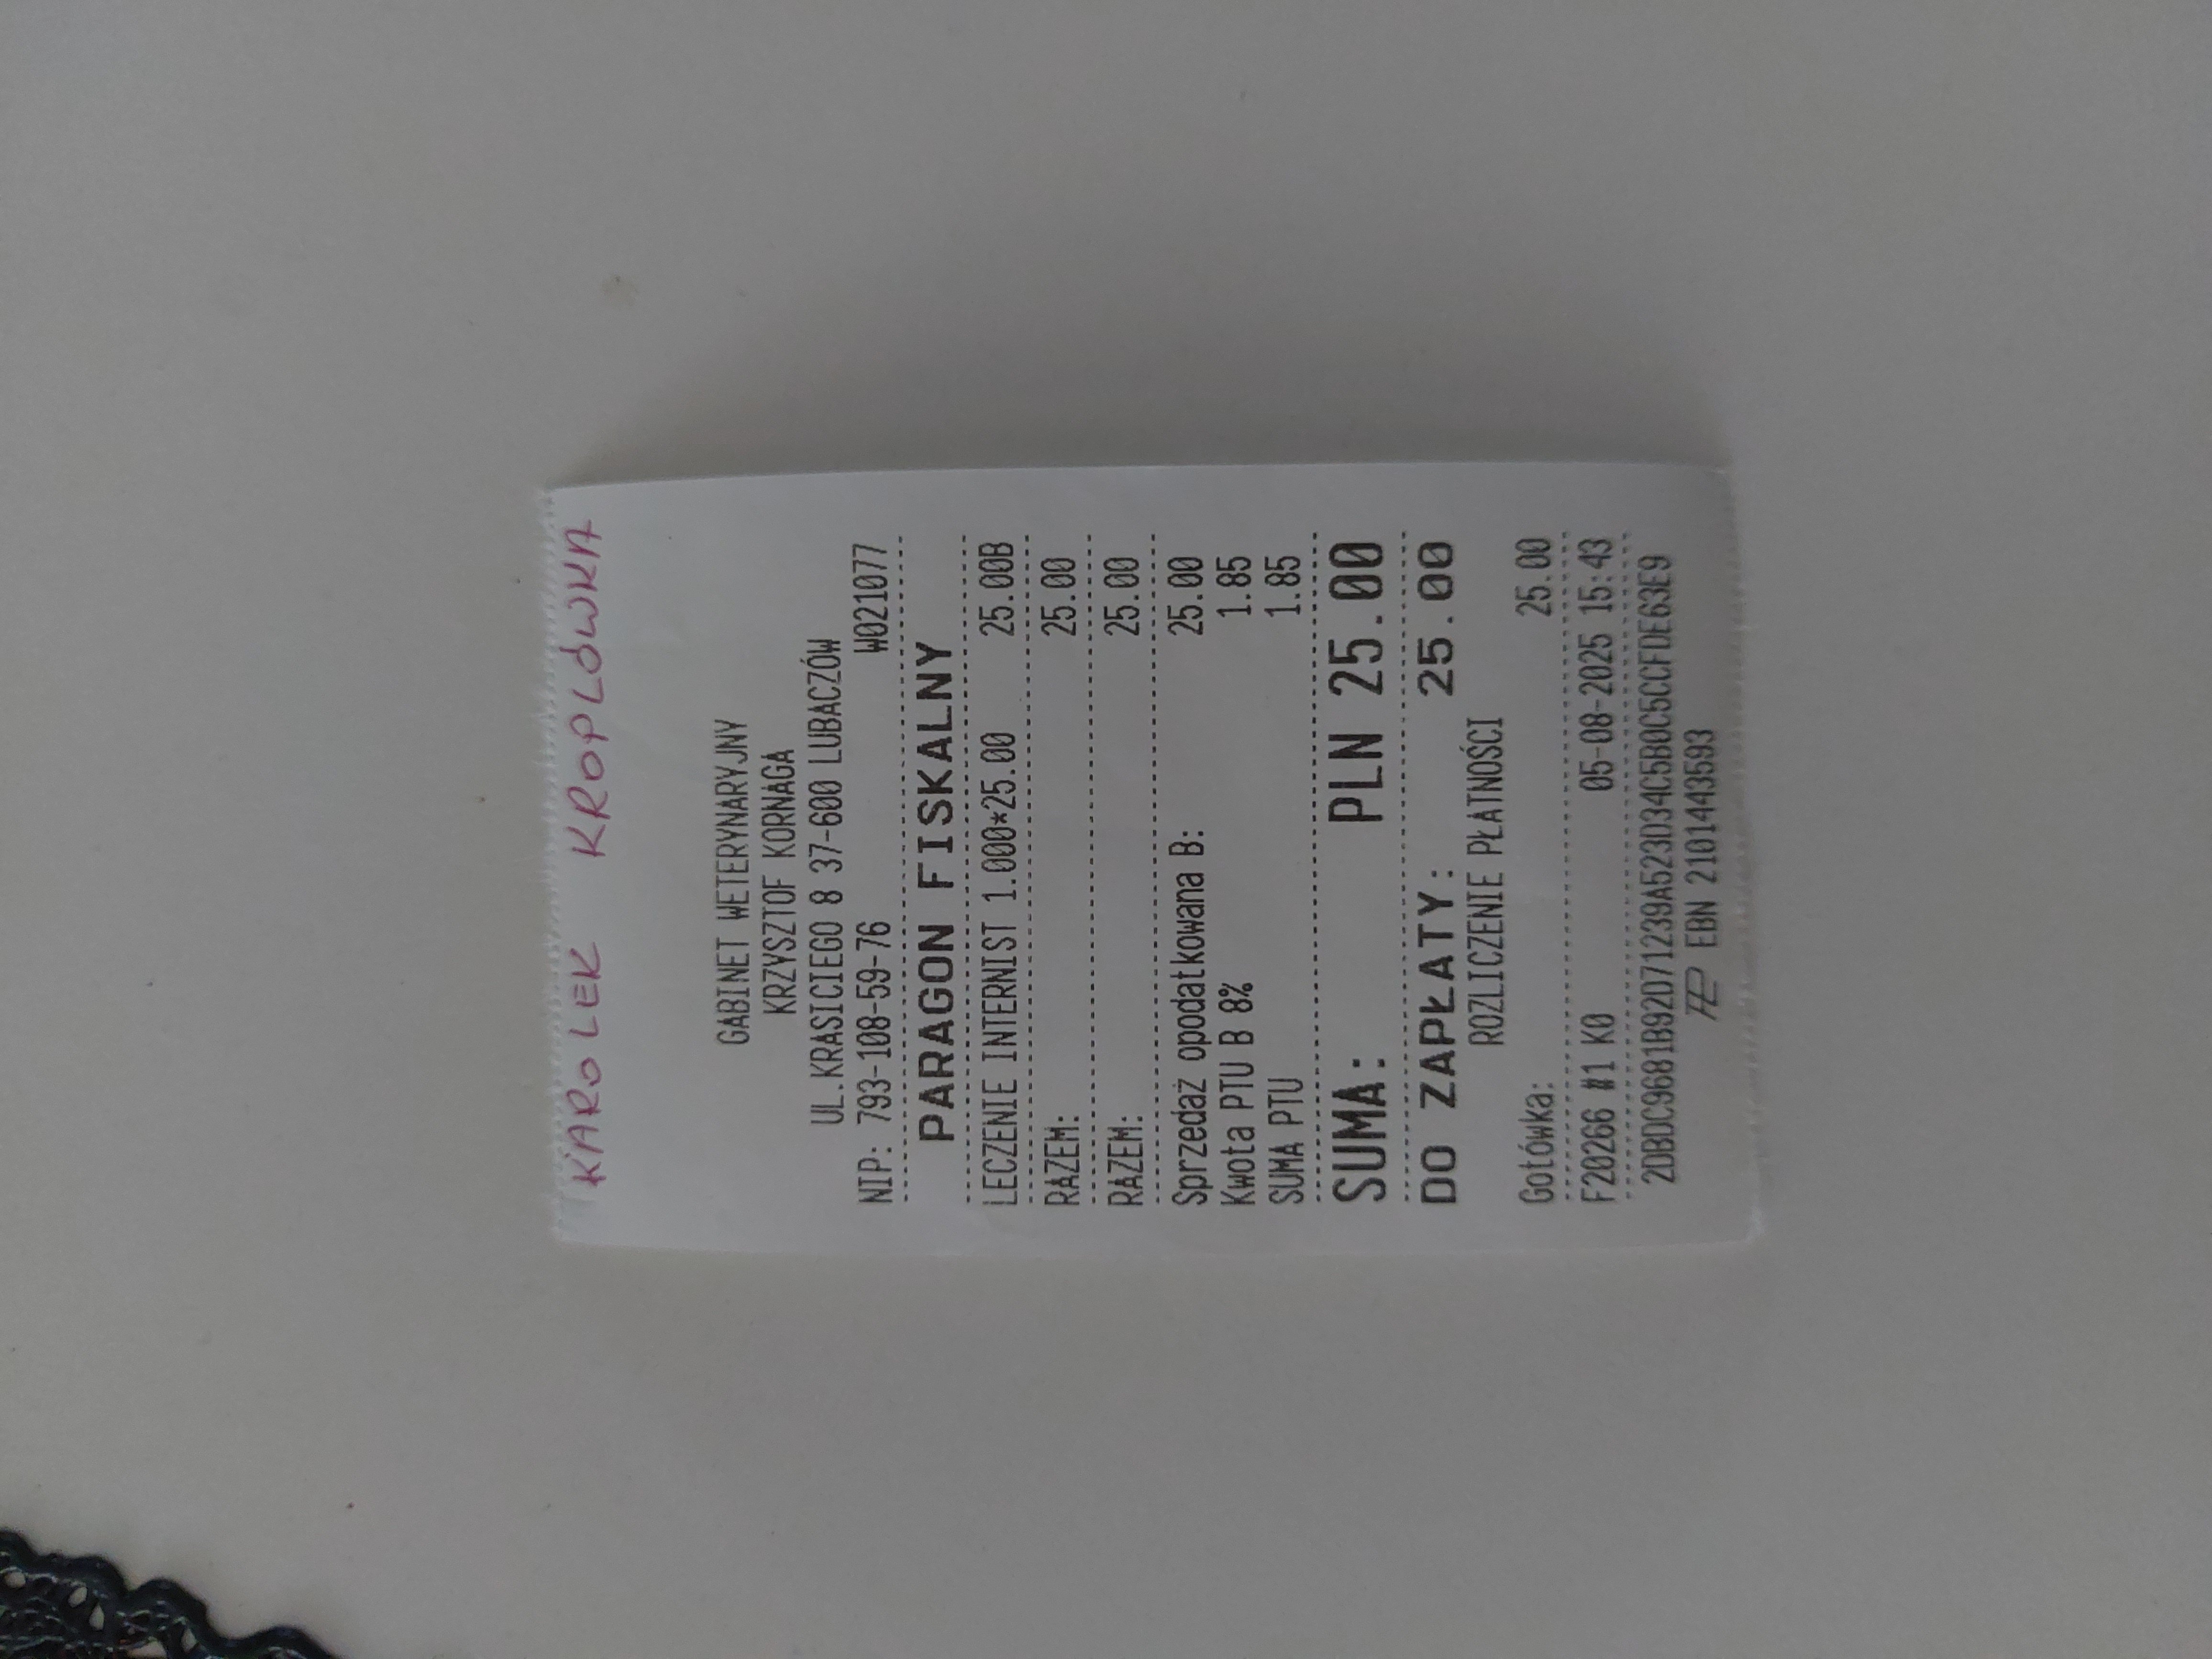 KAROLEK KROPLÓWKA
GABINET WETERYNARYJNY
KRZYSZTOF KORNAGA
UL.KRASICIEGO 8 37-600 LUBACZÓW
NIP: 793-108-59-76 W021077
PARAGON FISKALNY
LECZENIE INTERNIST 1.000*25.00 25.00B
RAZEM: 25.00
RAZEM: 25.00
Sprzedaż opodatkowana B: 25.00
Kwota PTU B 8% 1.85
SUMA PTU 1.85
SUMA: PLN 25.00
DO ZAPŁATY: 25.00
ROZLICZENIE PŁATNOŚCI
Gotówka: 25.00
F20266 #1 K0 05-08-2025 15:43
2DBDC9681B92D71239A523D34C5B0C5CCFDE63E9
EBN 2101443593